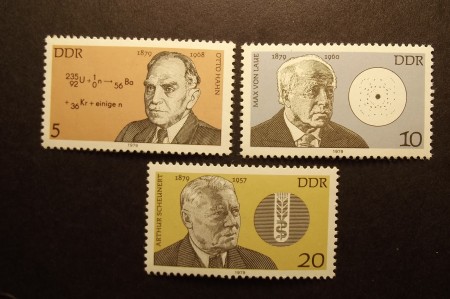 DDR
1879 1968
OTTO HAHN
235 92 U + 1 0 n → 56 Ba
+ 36 Kr + einige n
5
1979
DDR
1879 1960
MAX VON LAUE
10
1979
DDR
1879 1957
ARTHUR SCHEUNERT
20
1979